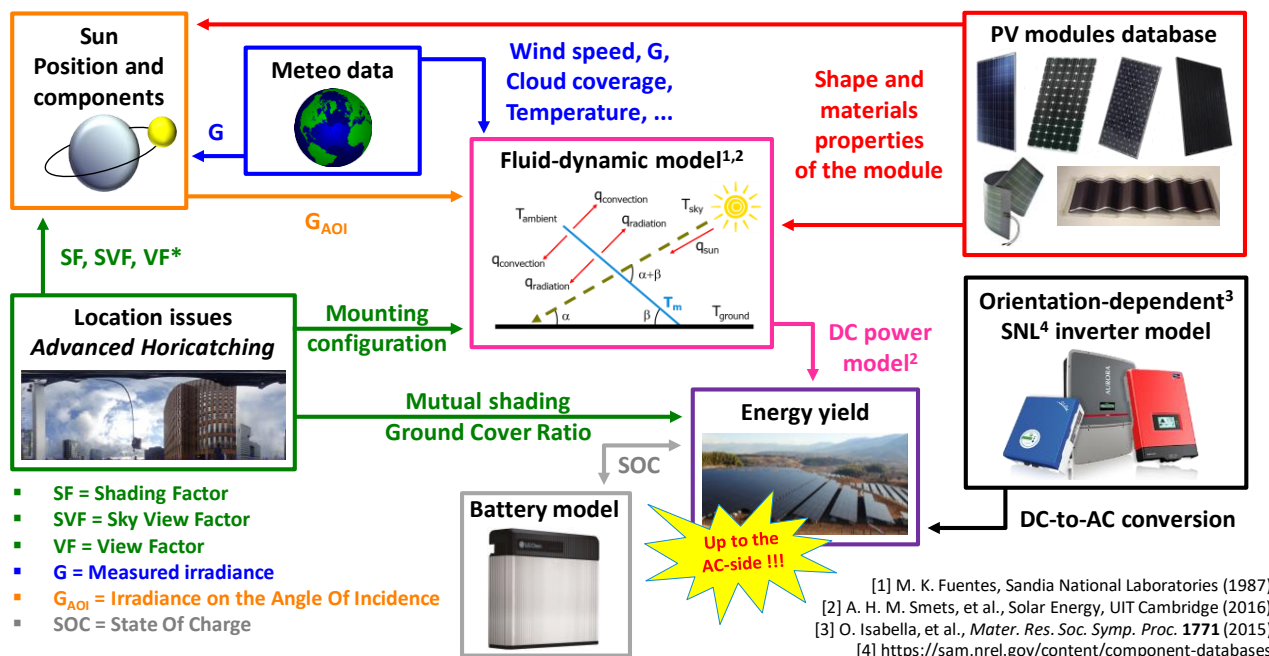 Sun
Position and
components
Meteo data
G
Wind speed, G,
Cloud coverage,
Temperature, ...
PV modules database
Shape and
materials
properties
of the module
Fluid-dynamic model1,2
qconvection
Tambient
Tsky
qradiation
qsun
qconvection
α+β
qradiation
Tm
α
β
Tground
GAOI
SF, SVF, VF*
Location issues
Advanced Horicatching
Mounting
configuration
Mutual shading
Ground Cover Ratio
DC power
model2
Orientation-dependent3
SNL4 inverter model
AURORA
Energy yield
SOC
Battery model
Up to the
AC-side !!!
DC-to-AC conversion
▪ SF = Shading Factor
▪ SVF = Sky View Factor
▪ VF = View Factor
▪ G = Measured irradiance
▪ GAOI = Irradiance on the Angle Of Incidence
▪ SOC = State Of Charge
[1] M. K. Fuentes, Sandia National Laboratories (1987)
[2] A. H. M. Smets, et al., Solar Energy, UIT Cambridge (2016)
[3] O. Isabella, et al., Mater. Res. Soc. Symp. Proc. 1771 (2015)
[4] https://sam.nrel.gov/content/component-databases